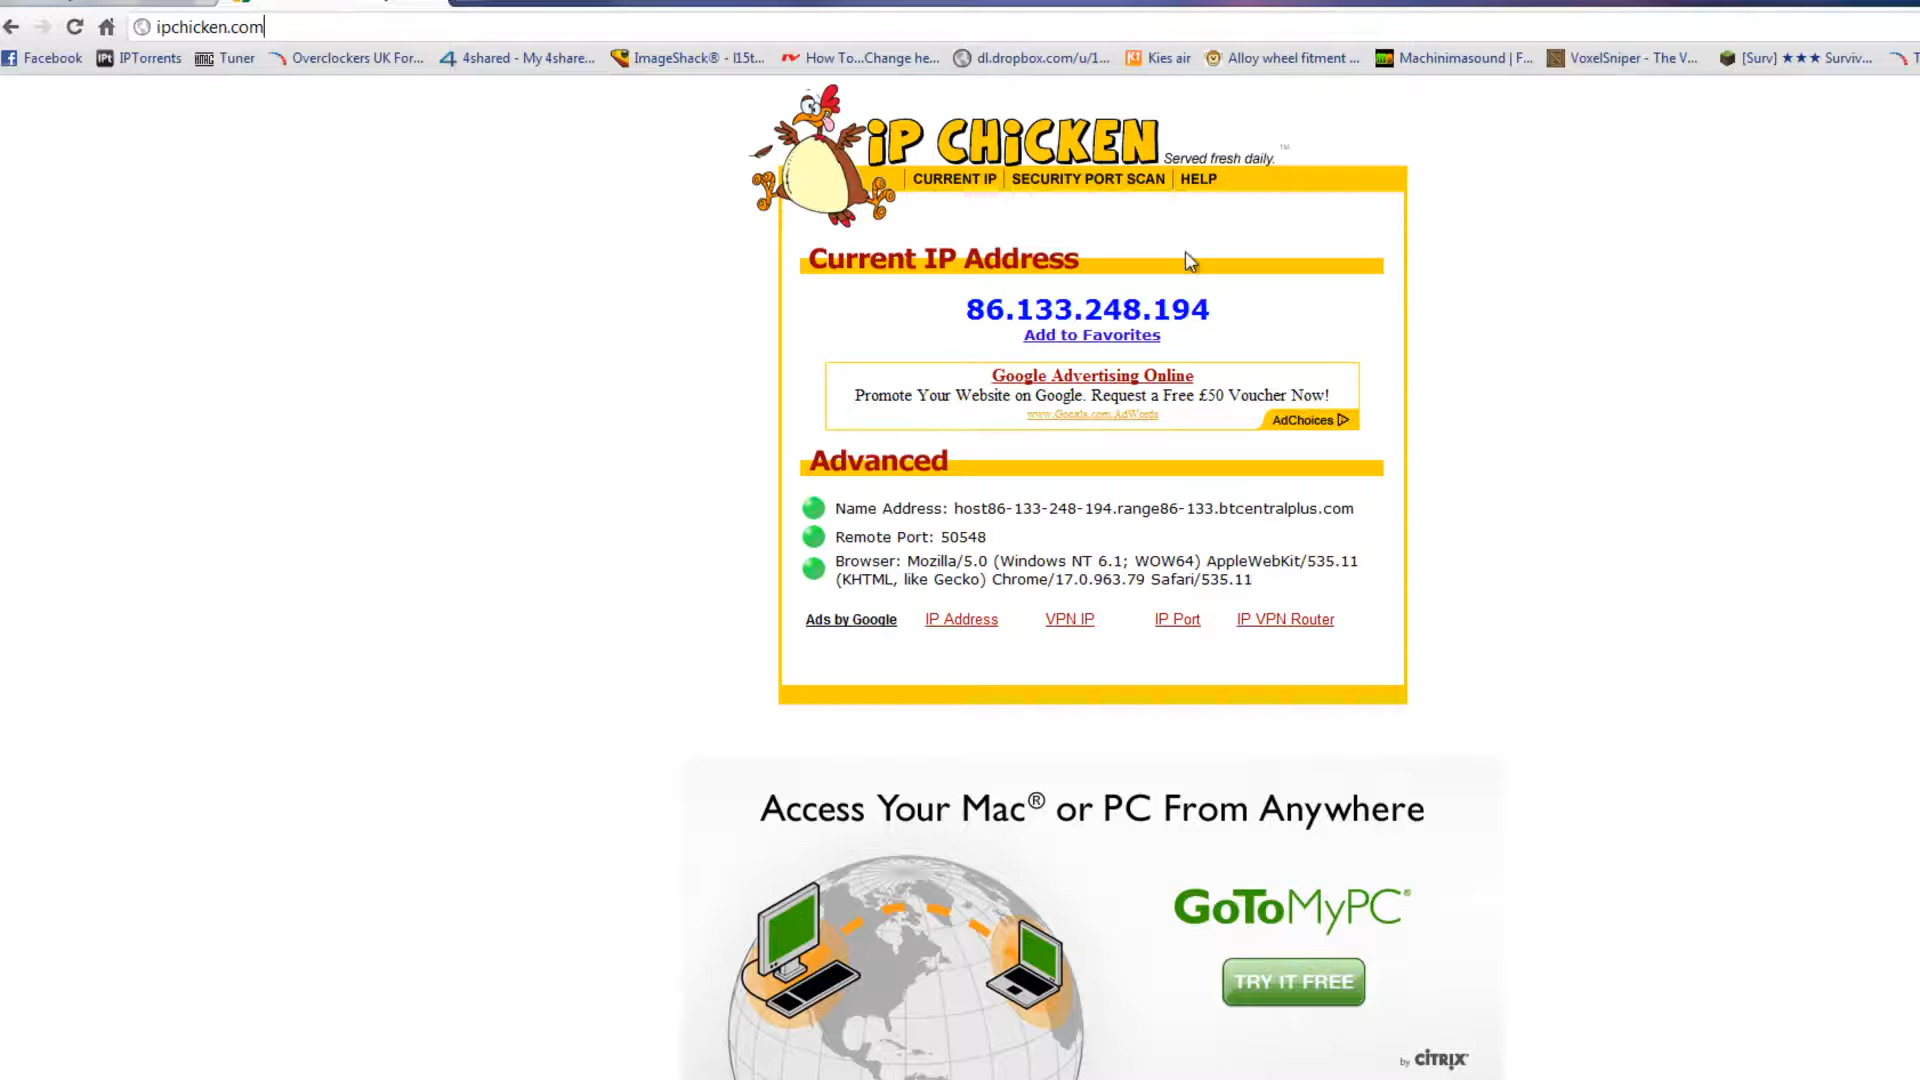 ipchicken.com
Facebook IPTorrents Tuner Overclockers UK For... 4shared - My 4share... ImageShack® - l15t... How To...Change he... dl.dropbox.com/u/1... Kies air Alloy wheel fitment ... Machinimasound | F... VoxelSniper - The V... [Surv] ★★★ Surviv...
iP CHiCKEN Served fresh daily. ™
CURRENT IP | SECURITY PORT SCAN | HELP
Current IP Address
86.133.248.194
Add to Favorites
Google Advertising Online
Promote Your Website on Google. Request a Free £50 Voucher Now!
www.Google.com/AdWords
AdChoices
Advanced
Name Address: host86-133-248-194.range86-133.btcentralplus.com
Remote Port: 50548
Browser: Mozilla/5.0 (Windows NT 6.1; WOW64) AppleWebKit/535.11
(KHTML, like Gecko) Chrome/17.0.963.79 Safari/535.11
Ads by Google IP Address VPN IP IP Port IP VPN Router
Access Your Mac® or PC From Anywhere
GoToMyPC®
TRY IT FREE
by CITRIX®